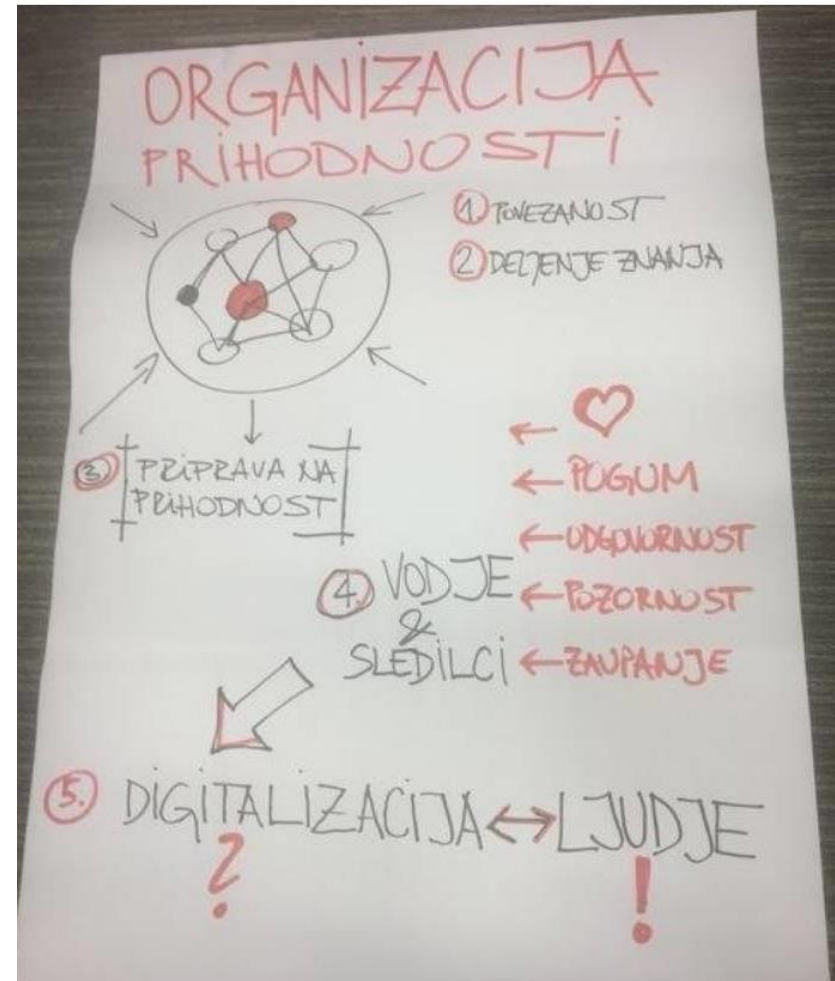 ORGANIZACIJA
PRIHODNOSTI
1. POVEZANOST
2. DELJENJE ZNANJA
3. PRIPRAVA NA
PRIHODNOST
← POGUM
← ODGOVORNOST
4. VODJE ← POZORNOST
&
SLEDILCI ← ZAUPANJE
5. DIGITALIZACIJA ↔ LJUDJE
? !